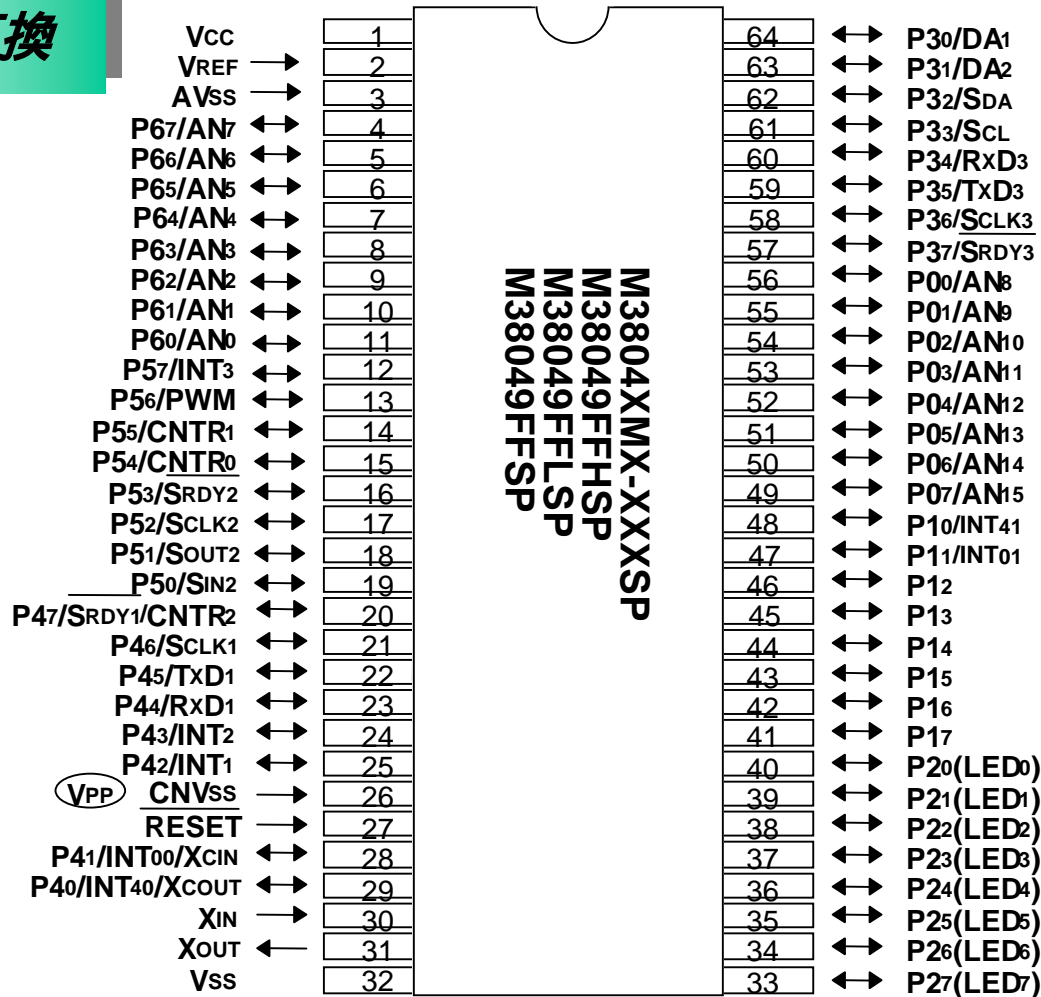 互換
VCC 1
VREF 2
AVSS 3
P67/AN7 4
P66/AN6 5
P65/AN5 6
P64/AN4 7
P63/AN3 8
P62/AN2 9
P61/AN1 10
P60/AN0 11
P57/INT3 12
P56/PWM 13
P55/CNTR1 14
P54/CNTR0 15
P53/SRDY2 16
P52/SCLK2 17
P51/SOUT2 18
P50/SIN2 19
P47/SRDY1/CNTR2 20
P46/SCLK1 21
P45/TxD1 22
P44/RxD1 23
P43/INT2 24
P42/INT1 25
VPP CNVSS 26
RESET 27
P41/INT00/XCIN 28
P40/INT40/XCOUT 29
XIN 30
XOUT 31
VSS 32
M3804XMX-XXXSP
M38049FFHSP
M38049FFLSP
M38049FFSP
64 P30/DA1
63 P31/DA2
62 P32/SDA
61 P33/SCL
60 P34/RxD3
59 P35/TxD3
58 P36/SCLK3
57 P37/SRDY3
56 P00/AN8
55 P01/AN9
54 P02/AN10
53 P03/AN11
52 P04/AN12
51 P05/AN13
50 P06/AN14
49 P07/AN15
48 P10/INT41
47 P11/INT01
46 P12
45 P13
44 P14
43 P15
42 P16
41 P17
40 P20(LED0)
39 P21(LED1)
38 P22(LED2)
37 P23(LED3)
36 P24(LED4)
35 P25(LED5)
34 P26(LED6)
33 P27(LED7)